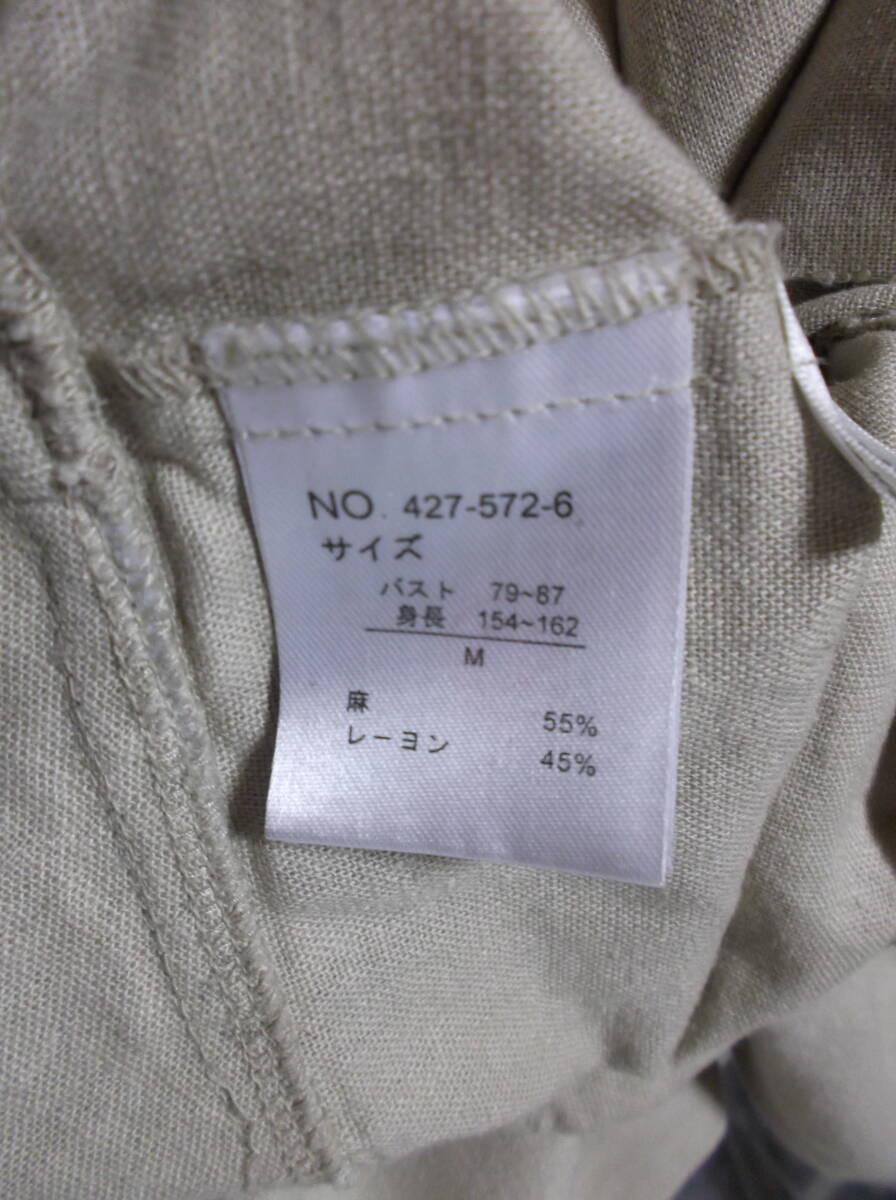 NO. 427-572-6
サイズ
バスト 79~87
身長 154~162
M
麻 55%
レーヨン 45%